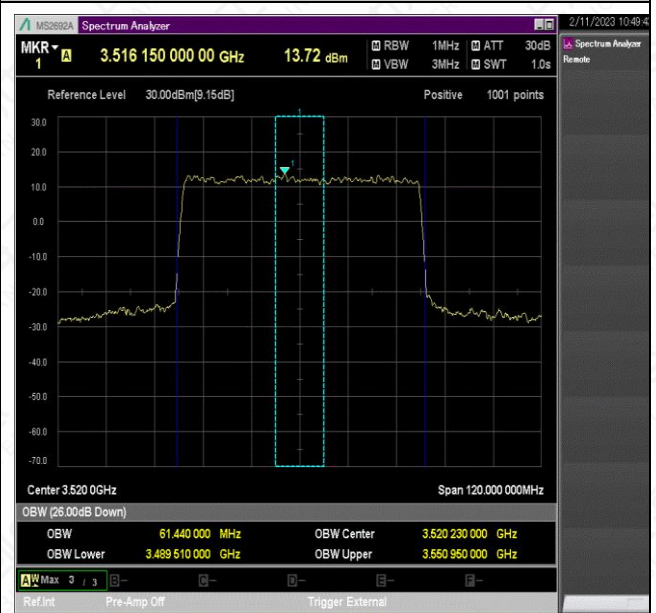 MS2692A Spectrum Analyzer 2/11/2023 10:49:4
MKR 1 A 3.516 150 000 00 GHz 13.72 dBm M RBW 1MHz M ATT 30dB
M VBW 3MHz M SWT 1.0s
Spectrum Analyzer
Remote
Reference Level 30.00dBm[9.15dB] Positive 1001 points
1
30.0
20.0
1
10.0
0.0
-10.0
-20.0
-30.0
-40.0
-50.0
-60.0
-70.0
Center 3.520 0GHz Span 120.000 000MHz
OBW (26.00dB Down)
OBW 61.440 000 MHz OBW Center 3.520 230 000 GHz
OBW Lower 3.489 510 000 GHz OBW Upper 3.550 950 000 GHz
A W Max 3 / 3 B- C- D- E- F-
Ref.Int Pre-Amp Off Trigger External